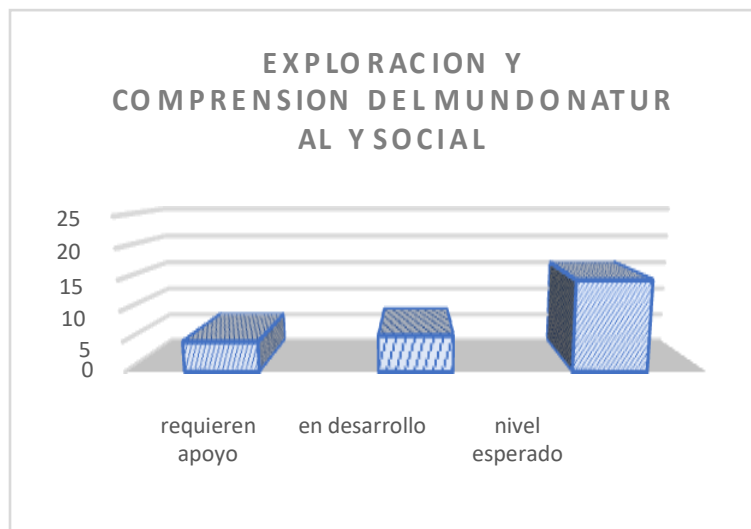 EXPLORACION Y
COMPRENSION DELMUNDONATUR
AL YSOCIAL
25
20
15
10
5
0
requieren en desarrollo nivel
apoyo esperado